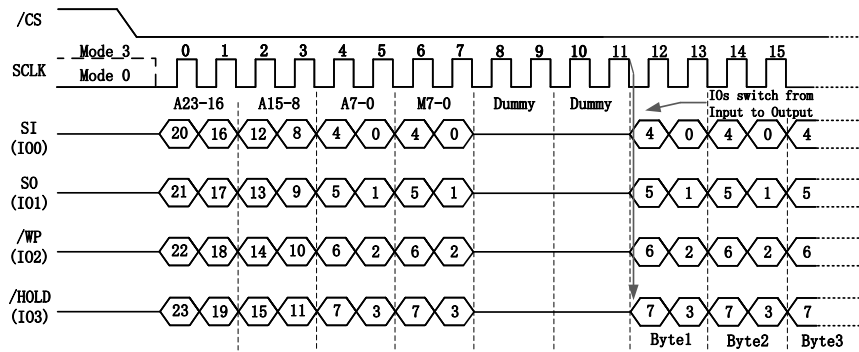 /CS
Mode 3 0 1 2 3 4 5 6 7 8 9 10 11 12 13 14 15
SCLK Mode 0
A23-16 A15-8 A7-0 M7-0 Dummy Dummy IOs switch from
Input to Output
SI
(IO0) 20 16 12 8 4 0 4 0 4 0 4 0 4
SO
(IO1) 21 17 13 9 5 1 5 1 5 1 5 1 5
/WP
(IO2) 22 18 14 10 6 2 6 2 6 2 6 2 6
/HOLD
(IO3) 23 19 15 11 7 3 7 3 7 3 7 3 7
Byte1 Byte2 Byte3